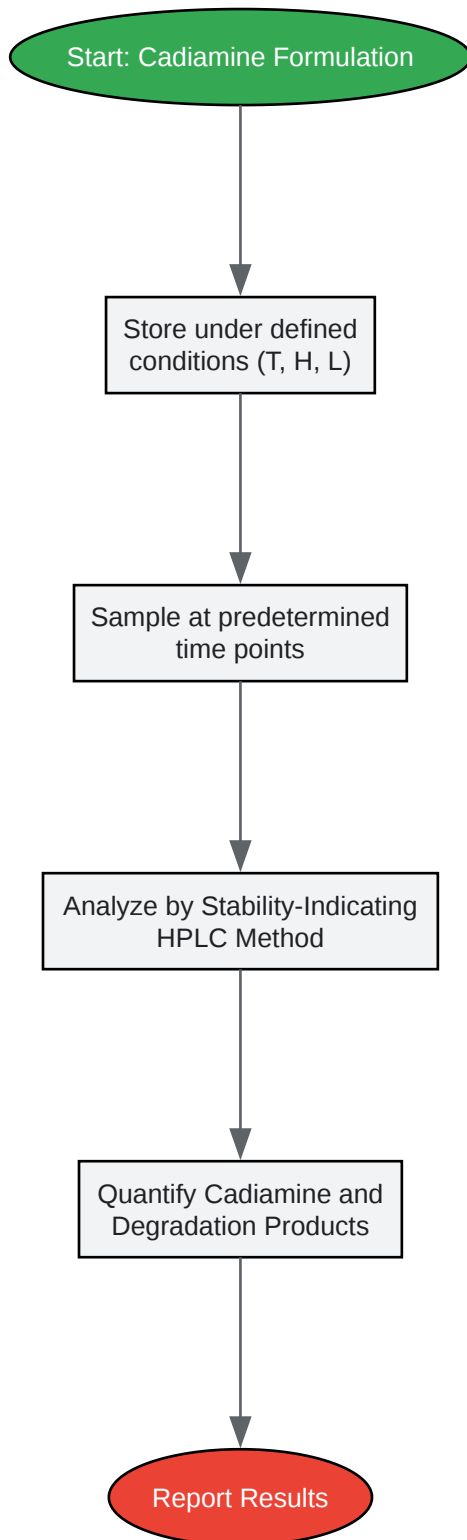 Start: Cadiamine Formulation
Store under defined
conditions (T, H, L)
Sample at predetermined
time points
Analyze by Stability-Indicating
HPLC Method
Quantify Cadiamine and
Degradation Products
Report Results